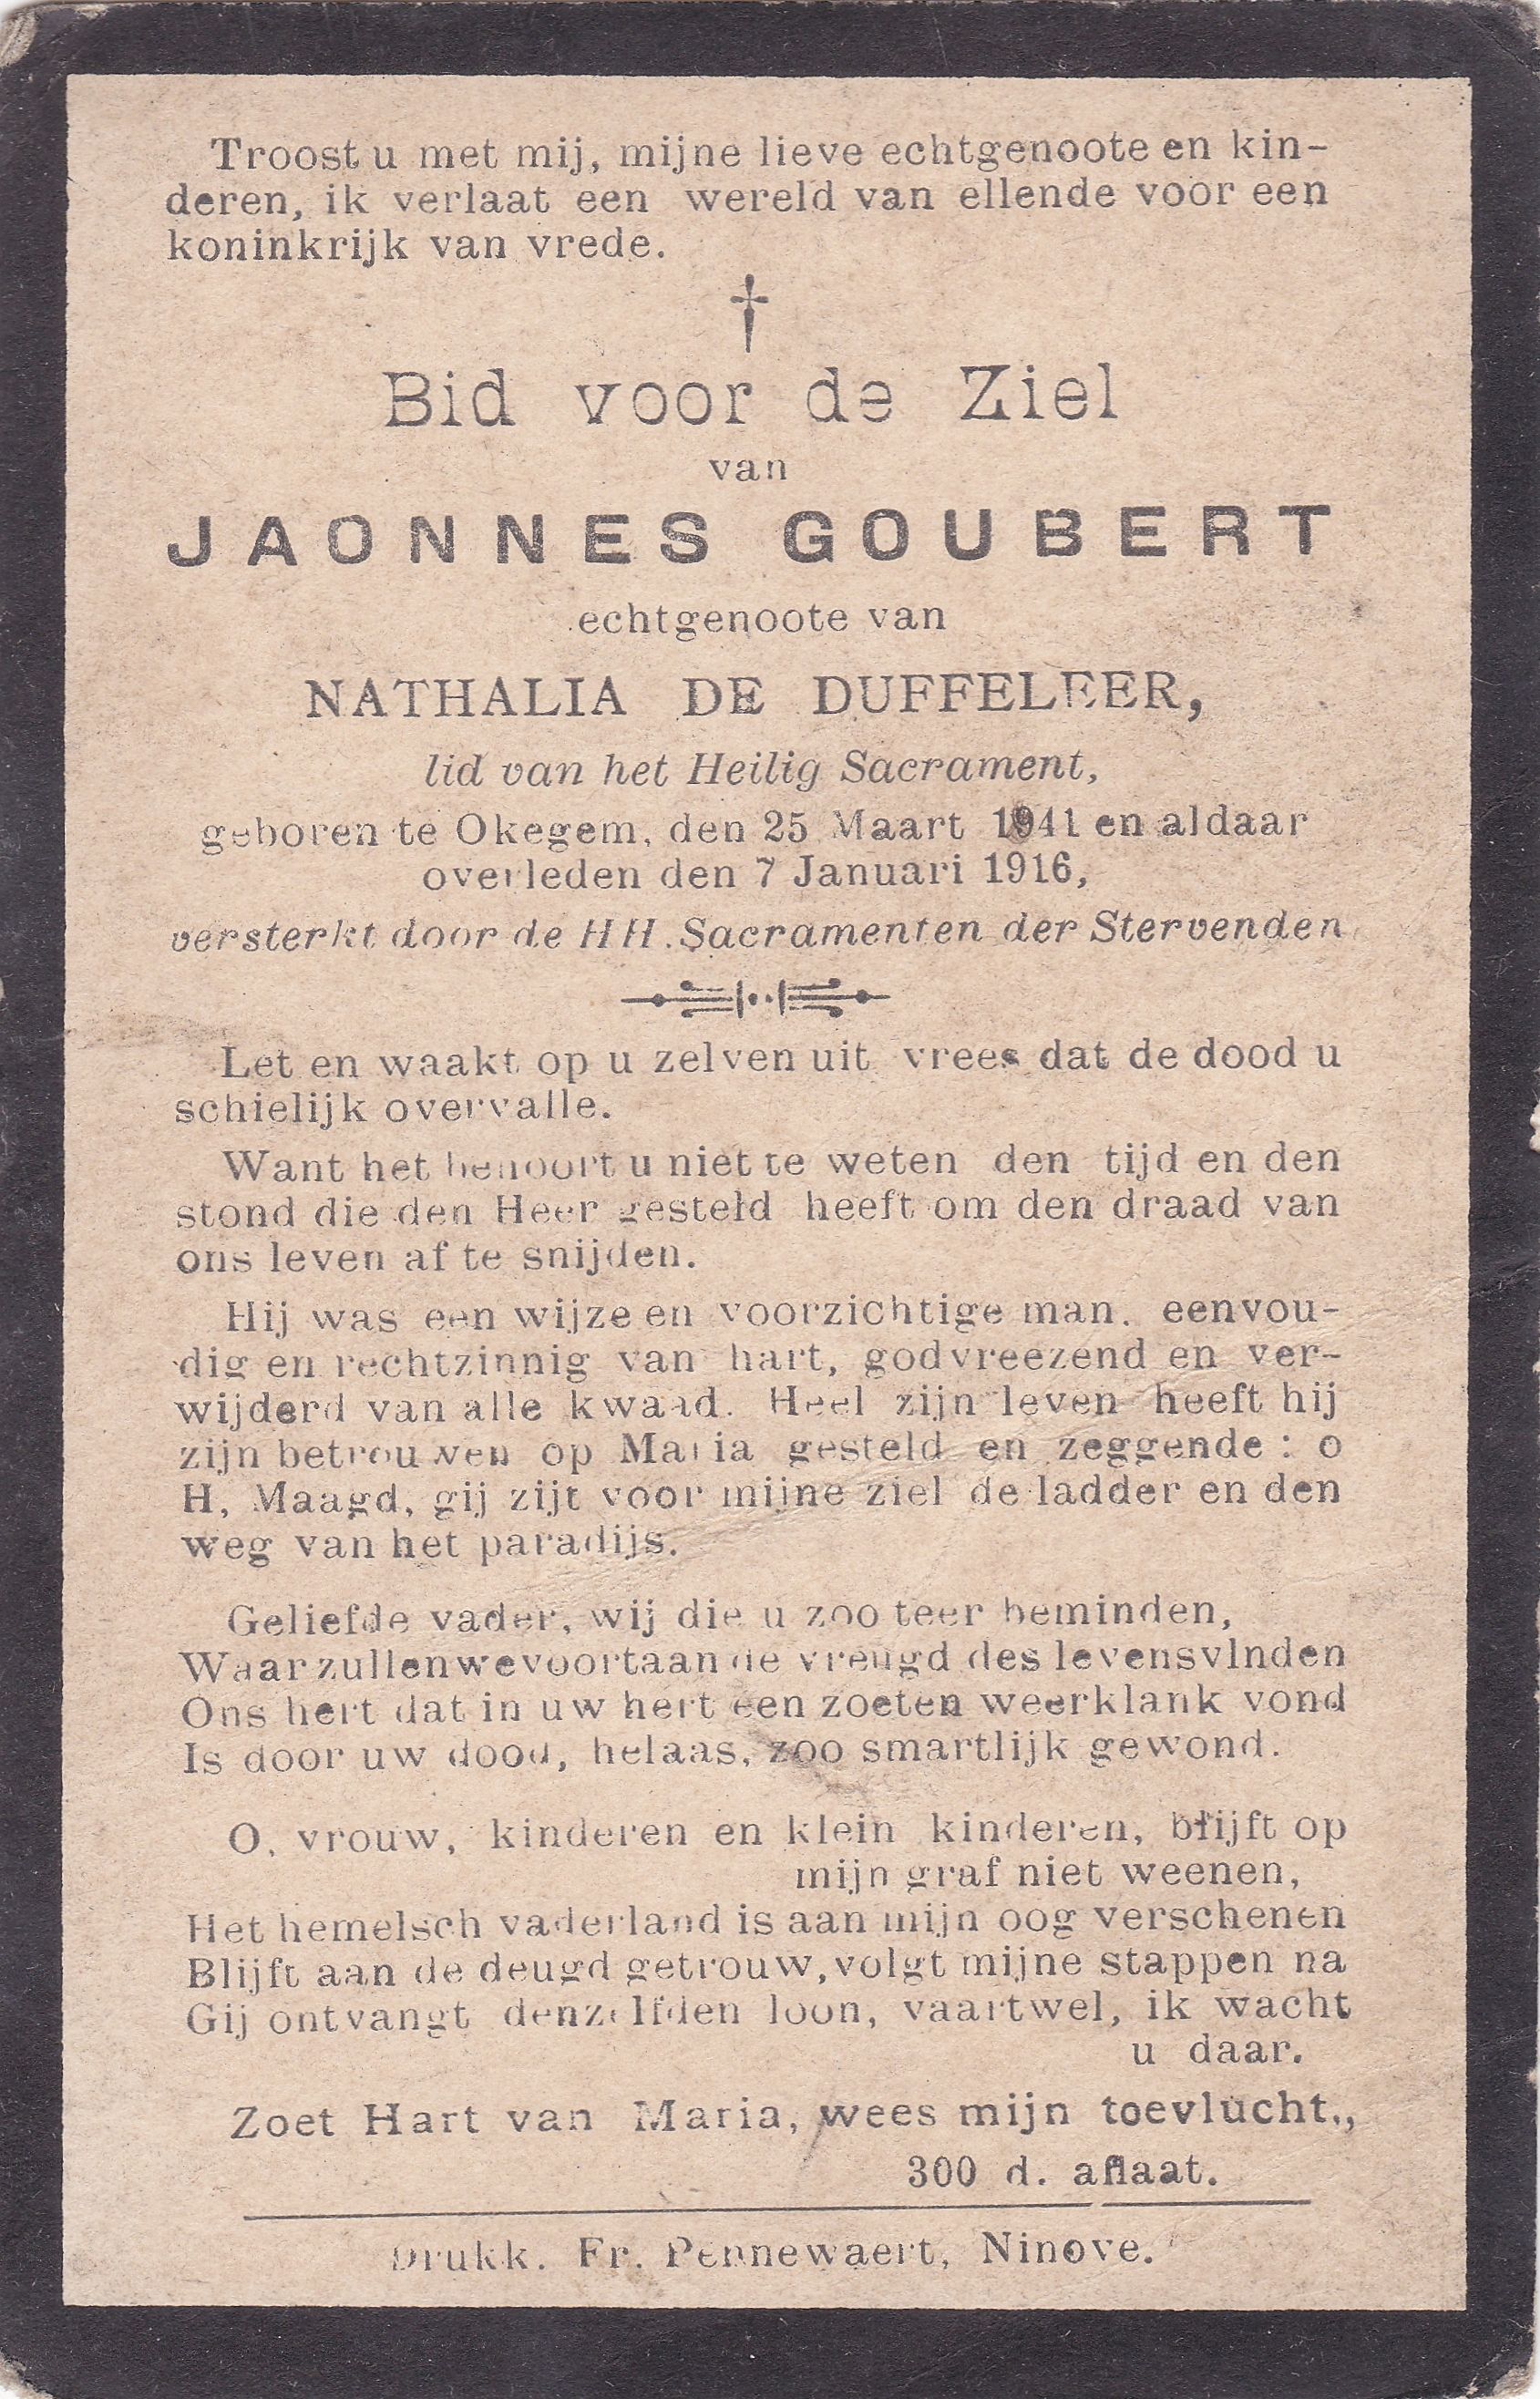 Troost u met mij, mijne lieve echtgenoote en kin-
deren, ik verlaat een wereld van ellende voor een
koninkrijk van vrede.
†
Bid voor de Ziel
van
JAONNES GOUBERT
echtgenoote van
NATHALIA DE DUFFELEER,
lid van het Heilig Sacrament,
geboren te Okegem, den 25 Maart 1941 en aldaar
overleden den 7 Januari 1916,
versterkt door de HH. Sacramenten der Stervenden
Let en waakt op u zelven uit vrees dat de dood u
schielijk overvalle.
Want het behoort u niet te weten den tijd en den
stond die den Heer gesteld heeft om den draad van
ons leven af te snijden.
Hij was een wijze en voorzichtige man. eenvou-
dig en rechtzinnig van hart, godvreezend en ver-
wijderd van alle kwaad. Heel zijn leven heeft hij
zijn betrouwen op Maria gesteld en zeggende : o
H, Maagd, gij zijt voor mijne ziel de ladder en den
weg van het paradijs.
Geliefde vader, wij die u zoo teer beminden,
Waar zullen we voortaan de vreugd des levens vlnden
Ons hert dat in uw hert een zoeten weerklank vond
Is door uw dood, helaas, zoo smartlijk gewond.
O, vrouw, kinderen en klein kinderen, blijft op
mijn graf niet weenen,
Het hemelsch vaderland is aan mijn oog verschenen
Blijft aan de deugd getrouw, volgt mijne stappen na
Gij ontvangt denzelfden loon, vaartwel, ik wacht
u daar.
Zoet Hart van Maria, wees mijn toevlucht.,
300 d. aflaat.
Drukk. Fr. Pennewaert, Ninove.